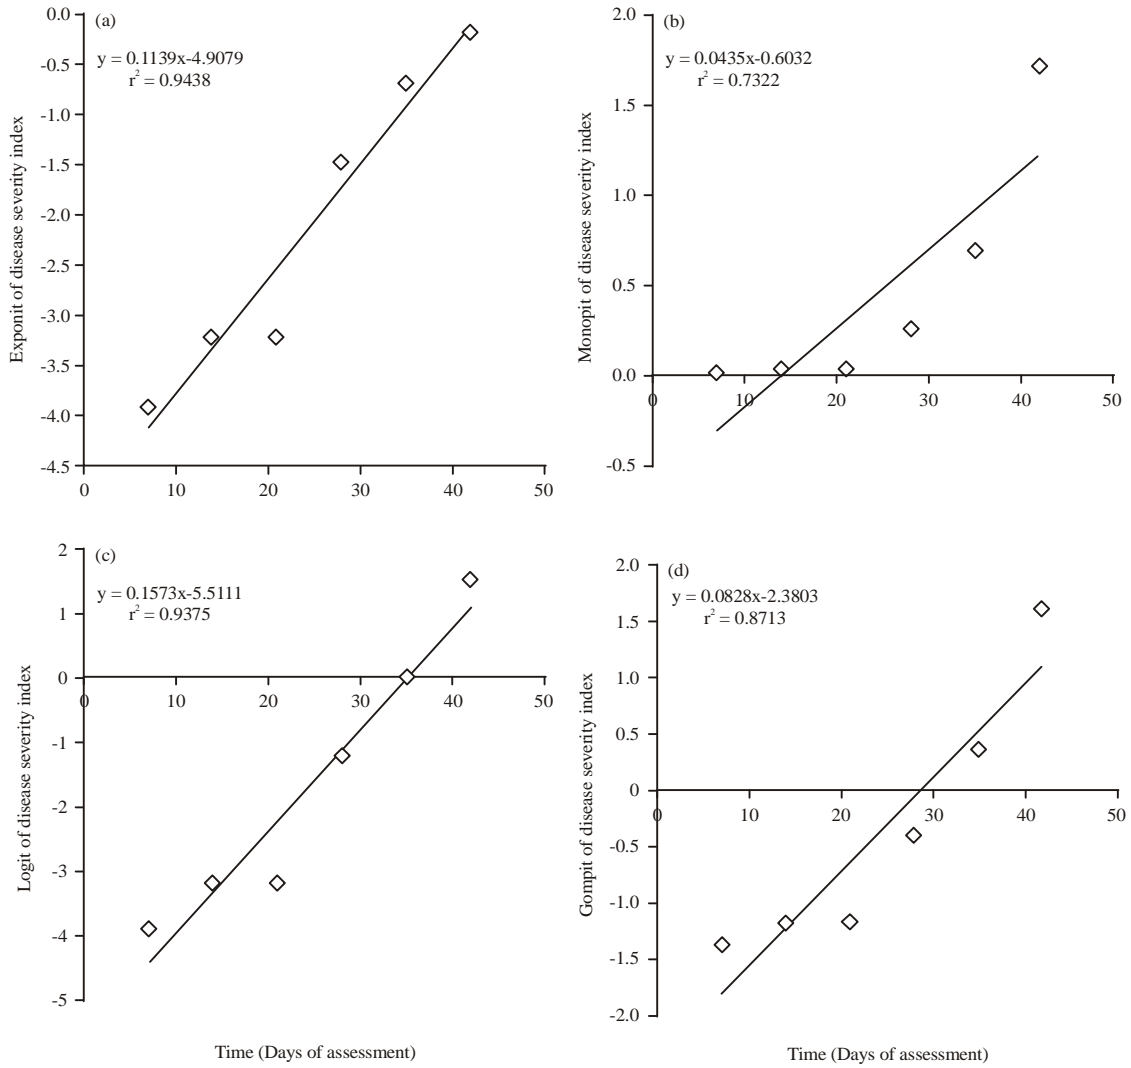 (a)
y = 0.1139x-4.9079
r² = 0.9438
Exponit of disease severity index
0.0
-0.5
-1.0
-1.5
-2.0
-2.5
-3.0
-3.5
-4.0
-4.5
0 10 20 30 40 50
(b)
y = 0.0435x-0.6032
r² = 0.7322
Monopit of disease severity index
2.0
1.5
1.0
0.5
0.0
-0.5
0 10 20 30 40 50
(c)
y = 0.1573x-5.5111
r² = 0.9375
Logit of disease severity index
2
1
0
-1
-2
-3
-4
-5
0 10 20 30 40 50
Time (Days of assessment)
(d)
y = 0.0828x-2.3803
r² = 0.8713
Gompit of disease severity index
2.0
1.5
1.0
0.5
0
-0.5
-1.0
-1.5
-2.0
0 10 20 30 40 50
Time (Days of assessment)